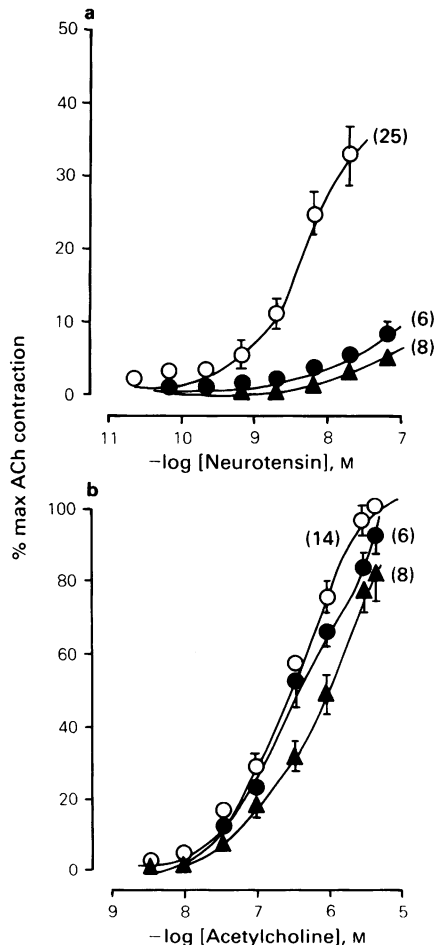 a
50
40
30
20
10
0
(25)
(6)
(8)
11 10 9 8 7
−log [Neurotensin], M
% max ACh contraction
b
100
80
60
40
20
0
(14)
(6)
(8)
9 8 7 6 5
−log [Acetylcholine], M